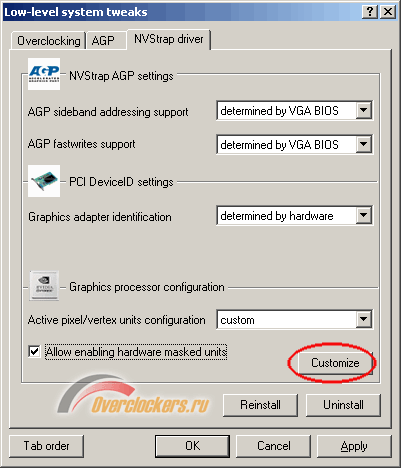 Low-level system tweaks
Overclocking AGP NVStrap driver
AGP NVStrap AGP settings
AGP sideband addressing support determined by VGA BIOS
AGP fastwrites support determined by VGA BIOS
PCI DeviceID settings
Graphics adapter identification determined by hardware
Graphics processor configuration
Active pixel/vertex units configuration custom
Allow enabling hardware masked units
Customize
Overclockers.ru
Reinstall Uninstall
Tab order OK Cancel Apply